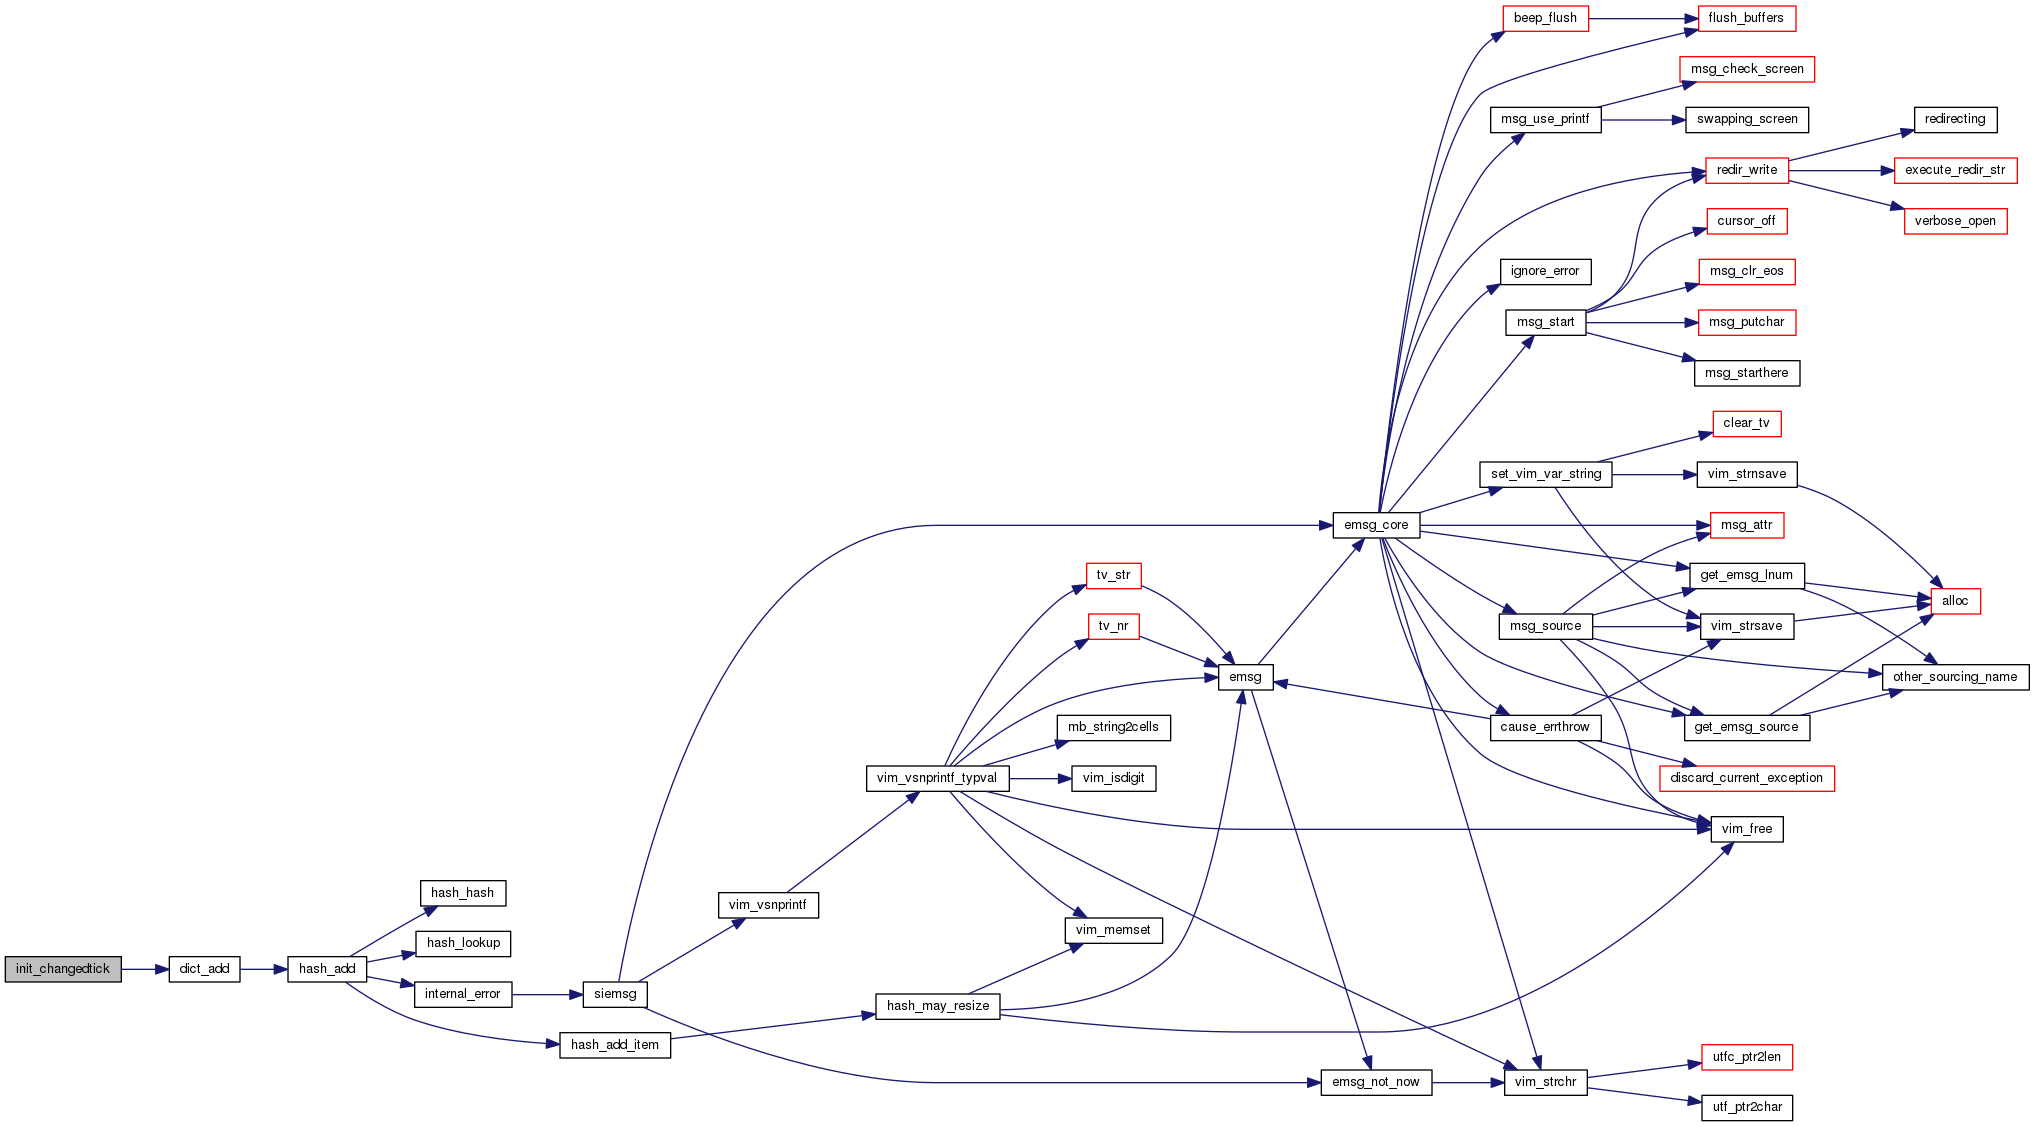 beep_flush
flush_buffers
msg_check_screen
msg_use_printf
swapping_screen
redirecting
redir_write
execute_redir_str
cursor_off
verbose_open
ignore_error
msg_clr_eos
msg_start
msg_putchar
msg_starthere
clear_tv
set_vim_var_string
vim_strnsave
emsg_core
msg_attr
tv_str
get_emsg_lnum
alloc
tv_nr
msg_source
vim_strsave
emsg
other_sourcing_name
mb_string2cells
cause_errthrow
get_emsg_source
vim_vsnprintf_typval
vim_isdigit
discard_current_exception
vim_free
hash_hash
vim_vsnprintf
vim_memset
hash_lookup
init_changedtick
dict_add
hash_add
internal_error
siemsg
hash_may_resize
hash_add_item
utfc_ptr2len
emsg_not_now
vim_strchr
utf_ptr2char